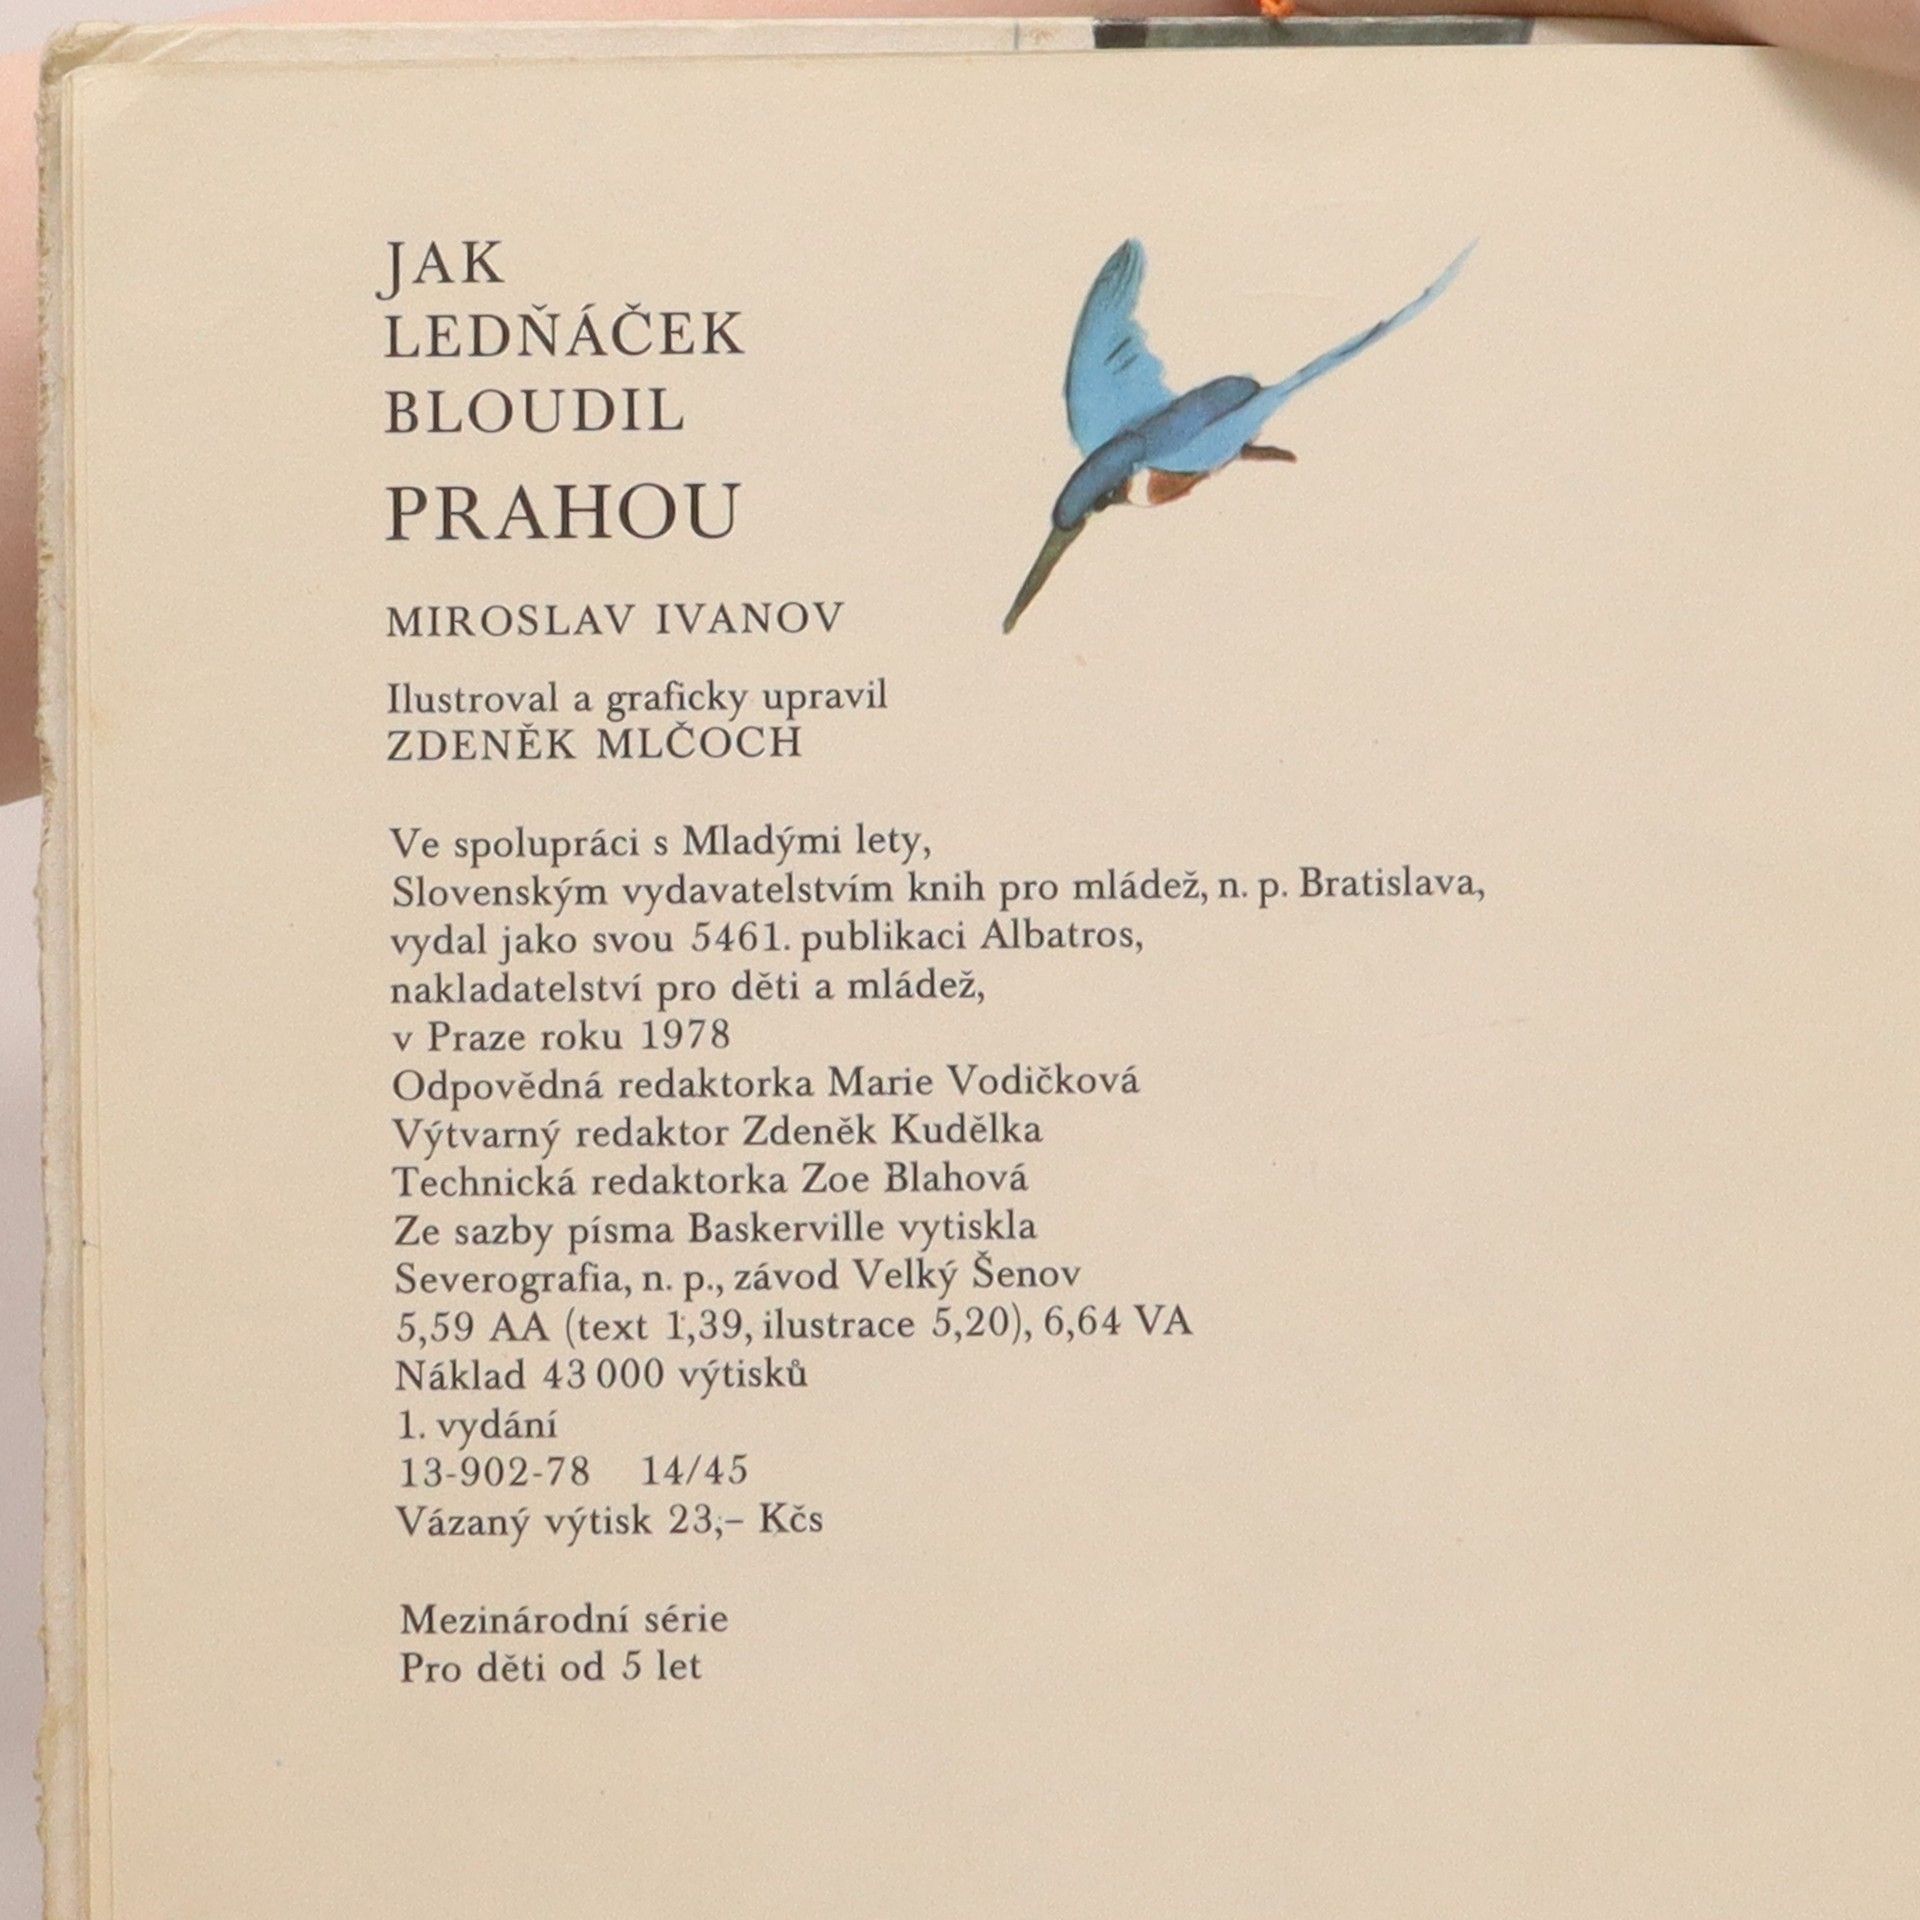 JAK
LEDŇÁČEK
BLOUDIL
PRAHOU
MIROSLAV IVANOV
Ilustroval a graficky upravil
ZDENĚK MLČOCH
Ve spolupráci s Mladými lety,
Slovenským vydavatelstvím knih pro mládež, n. p. Bratislava,
vydal jako svou 5461. publikaci Albatros,
nakladatelství pro děti a mládež,
v Praze roku 1978
Odpovědná redaktorka Marie Vodičková
Výtvarný redaktor Zdeněk Kudělka
Technická redaktorka Zoe Blahová
Ze sazby písma Baskerville vytiskla
Severografia, n. p., závod Velký Šenov
5,59 AA (text 1,39, ilustrace 5,20), 6,64 VA
Náklad 43 000 výtisků
1. vydání
13-902-78 14/45
Vázaný výtisk 23,– Kčs
Mezinárodní série
Pro děti od 5 let